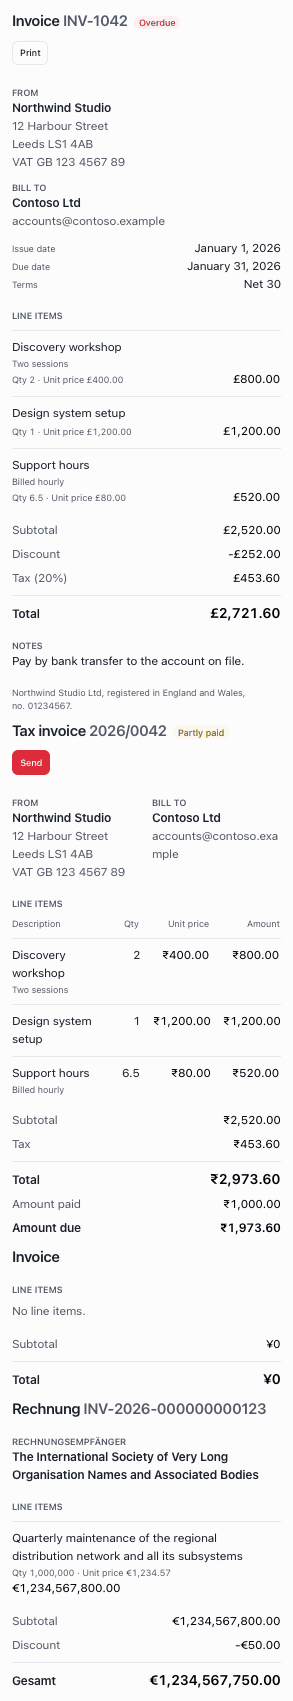 Invoice INV-1042 Overdue
Print
FROM
Northwind Studio
12 Harbour Street
Leeds LS1 4AB
VAT GB 123 4567 89
BILL TO
Contoso Ltd
accounts@contoso.example
Issue date January 1, 2026
Due date January 31, 2026
Terms Net 30
LINE ITEMS
Discovery workshop
Two sessions
Qty 2 · Unit price £400.00 £800.00
Design system setup
Qty 1 · Unit price £1,200.00 £1,200.00
Support hours
Billed hourly
Qty 6.5 · Unit price £80.00 £520.00
Subtotal £2,520.00
Discount -£252.00
Tax (20%) £453.60
Total £2,721.60
NOTES
Pay by bank transfer to the account on file.
Northwind Studio Ltd, registered in England and Wales,
no. 01234567.
Tax invoice 2026/0042 Partly paid
Send
FROM
Northwind Studio
12 Harbour Street
Leeds LS1 4AB
VAT GB 123 4567 89
BILL TO
Contoso Ltd
accounts@contoso.exa
mple
LINE ITEMS
Description Qty Unit price Amount
Discovery 2 ₹400.00 ₹800.00
workshop
Two sessions
Design system 1 ₹1,200.00 ₹1,200.00
setup
Support hours 6.5 ₹80.00 ₹520.00
Billed hourly
Subtotal ₹2,520.00
Tax ₹453.60
Total ₹2,973.60
Amount paid ₹1,000.00
Amount due ₹1,973.60
Invoice
LINE ITEMS
No line items.
Subtotal ¥0
Total ¥0
Rechnung INV-2026-000000000123
RECHNUNGSEMPFÄNGER
The International Society of Very Long
Organisation Names and Associated Bodies
LINE ITEMS
Quarterly maintenance of the regional
distribution network and all its subsystems
Qty 1,000,000 · Unit price €1,234.57
€1,234,567,800.00
Subtotal €1,234,567,800.00
Discount -€50.00
Gesamt €1,234,567,750.00